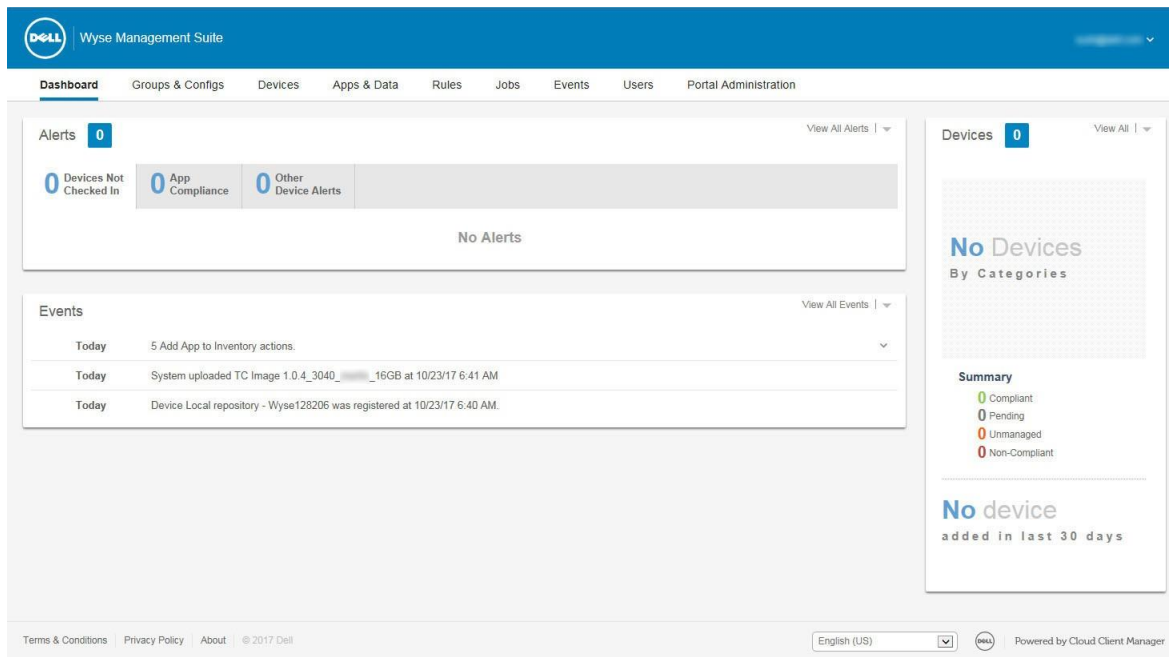 DELL
Wyse Management Suite
Dashboard Groups & Configs Devices Apps & Data Rules Jobs Events Users Portal Administration
Alerts 0
View All Alerts
0 Devices Not Checked In
0 App Compliance
0 Other Device Alerts
No Alerts
Events
View All Events
Today 5 Add App to Inventory actions.
Today System uploaded TC Image 1.0.4_3040_ _16GB at 10/23/17 6:41 AM
Today Device Local repository - Wyse128206 was registered at 10/23/17 6:40 AM.
Devices 0
View All
No Devices
By Categories
Summary
0 Compliant
0 Pending
0 Unmanaged
0 Non-Compliant
No device
added in last 30 days
Terms & Conditions Privacy Policy About © 2017 Dell
English (US)
DELL
Powered by Cloud Client Manager